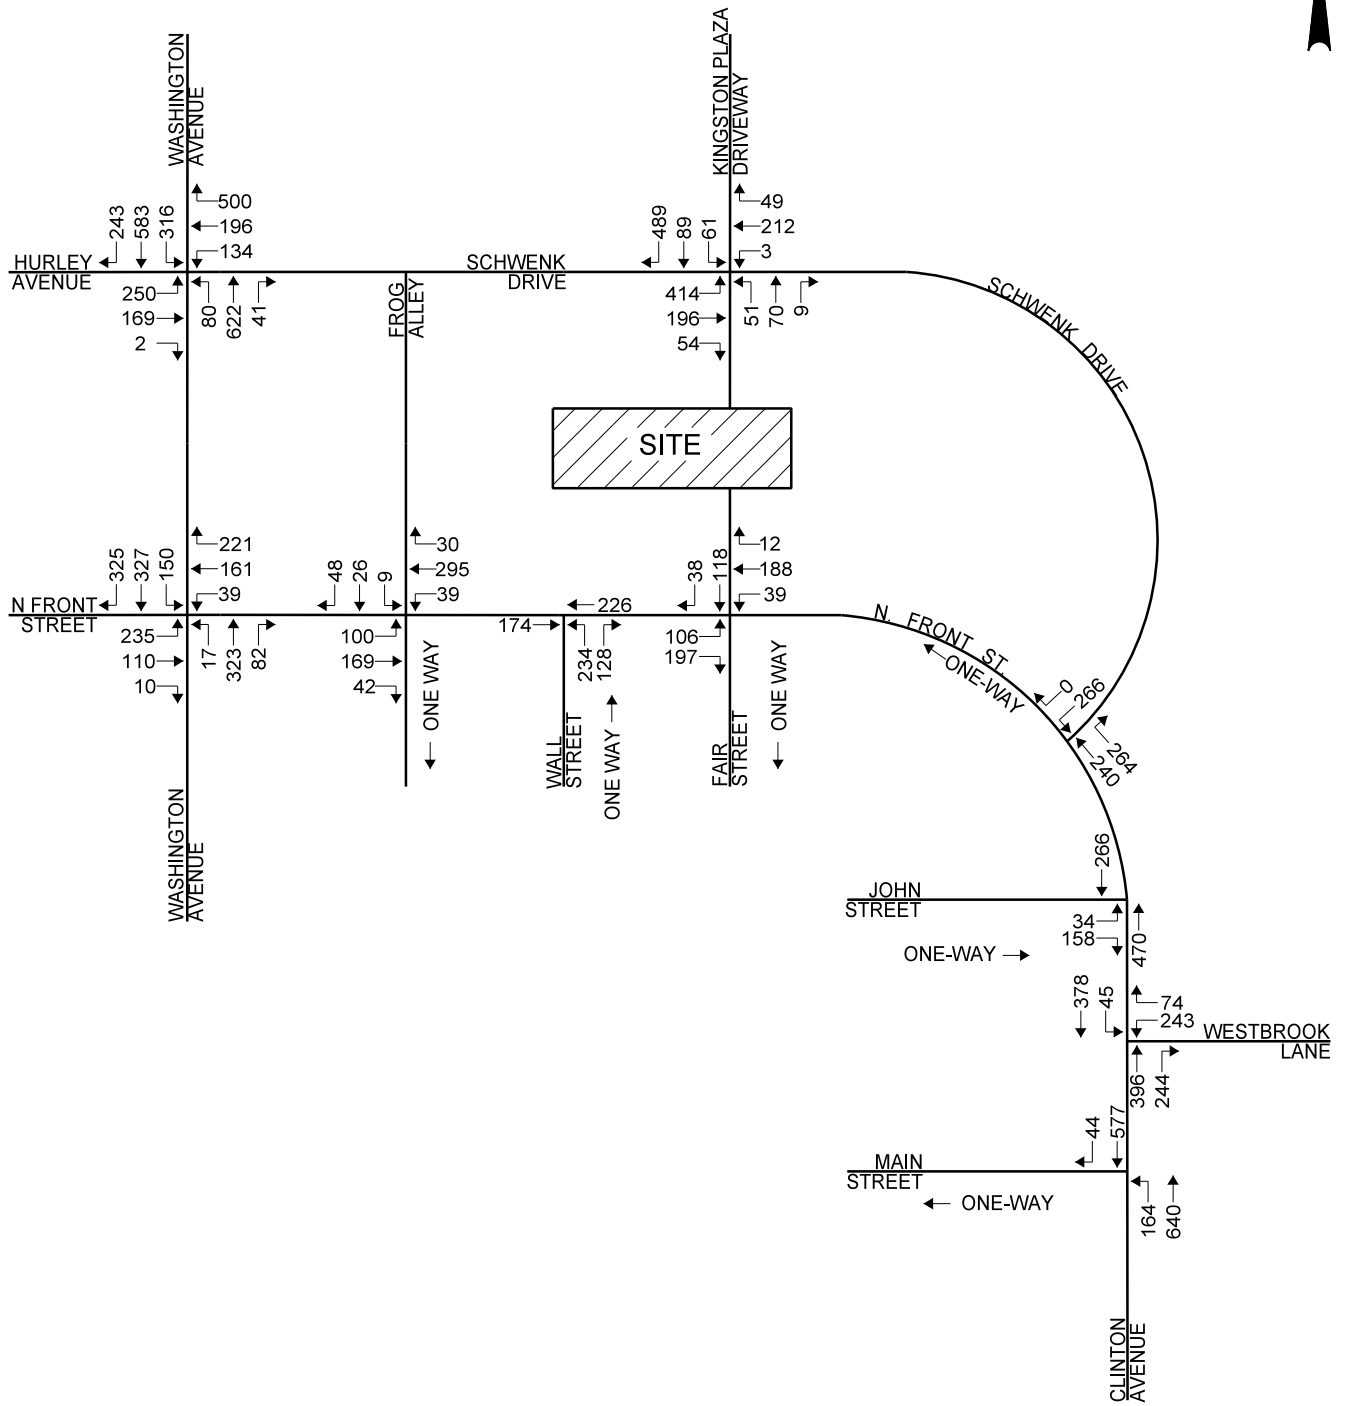 WASHINGTON
AVENUE
KINGSTON PLAZA
DRIVEWAY
243
583
316
500
196
134
489
89
61
49
212
3
HURLEY
AVENUE
SCHWENK
DRIVE
250
169
2
80
622
41
FROG
ALLEY
414
196
54
51
70
9
SCHWENK DRIVE
SITE
325
327
150
221
161
39
48
26
9
30
295
39
226
38
118
12
188
39
N FRONT
STREET
235
110
10
17
323
82
100
169
42
ONE WAY
174
234
128
WALL
STREET
ONE WAY
106
197
FAIR
STREET
ONE WAY
N. FRONT ST.
ONE-WAY
0
266
264
240
WASHINGTON
AVENUE
266
JOHN
STREET
34
158
470
ONE-WAY
378
45
74
243
WESTBROOK
LANE
396
244
44
577
MAIN
STREET
ONE-WAY
164
640
CLINTON
AVENUE